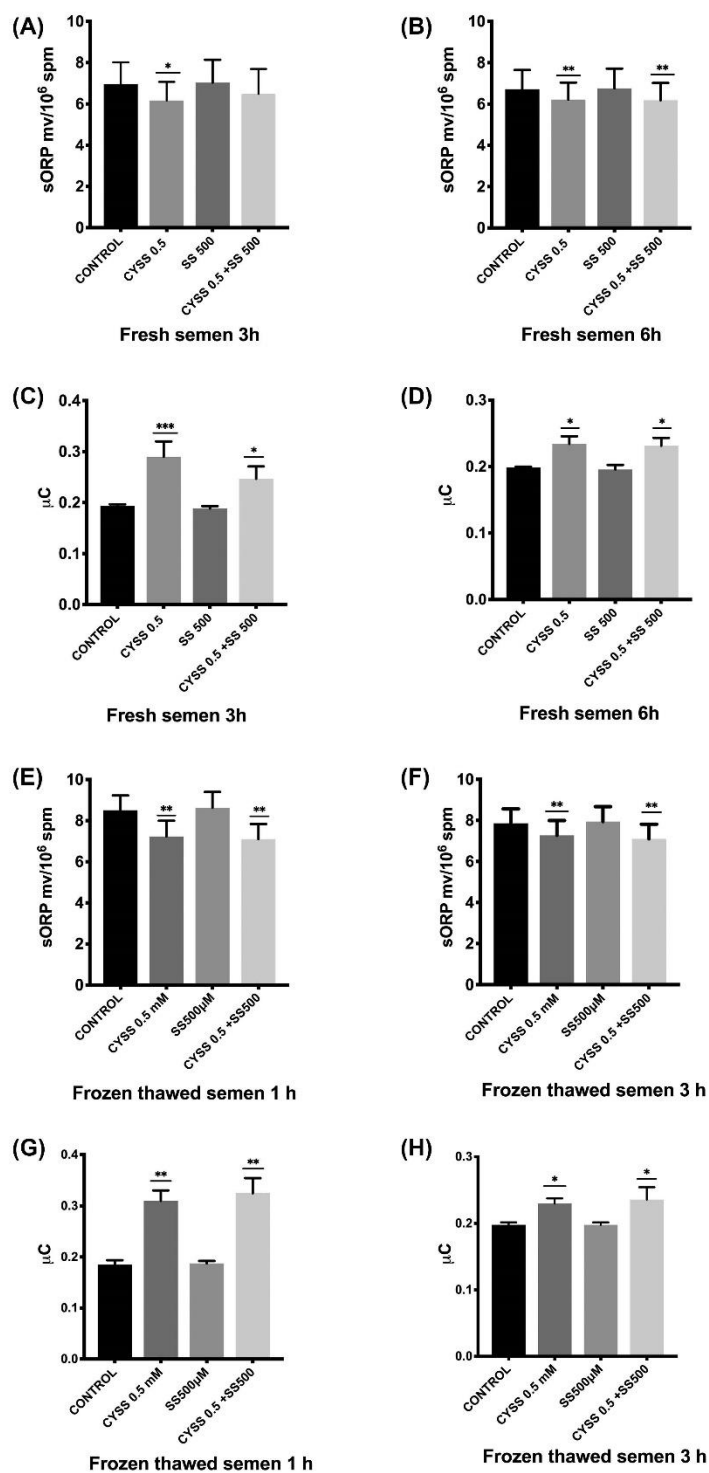 (A)
10
8
6
4
2
0
sORP mv/10⁶ spm
*
CONTROL
CYSS 0.5
SS 500
CYSS 0.5 +SS 500
Fresh semen 3h
(B)
10
8
6
4
2
0
sORP mv/10⁶ spm
**
**
CONTROL
CYSS 0.5
SS 500
CYSS 0.5 +SS 500
Fresh semen 6h
(C)
0.4
0.3
0.2
0.1
0.0
µC
***
*
CONTROL
CYSS 0.5
SS 500
CYSS 0.5 +SS 500
Fresh semen 3h
(D)
0.3
0.2
0.1
0.0
µC
*
*
CONTROL
CYSS 0.5
SS 500
CYSS 0.5 +SS 500
Fresh semen 6h
(E)
10
8
6
4
2
0
sORP mv/10⁶ spm
**
**
CONTROL
CYSS 0.5 mM
SS500µM
CYSS 0.5 +SS500
Frozen thawed semen 1 h
(F)
10
8
6
4
2
0
sORP mv/10⁶ spm
**
**
CONTROL
CYSS 0.5 mM
SS500µM
CYSS 0.5 +SS500
Frozen thawed semen 3 h
(G)
0.4
0.3
0.2
0.1
0.0
µC
**
**
CONTROL
CYSS 0.5 mM
SS500µM
CYSS 0.5 +SS500
Frozen thawed semen 1 h
(H)
0.3
0.2
0.1
0.0
µC
*
*
CONTROL
CYSS 0.5 mM
SS500µM
CYSS 0.5 +SS500
Frozen thawed semen 3 h